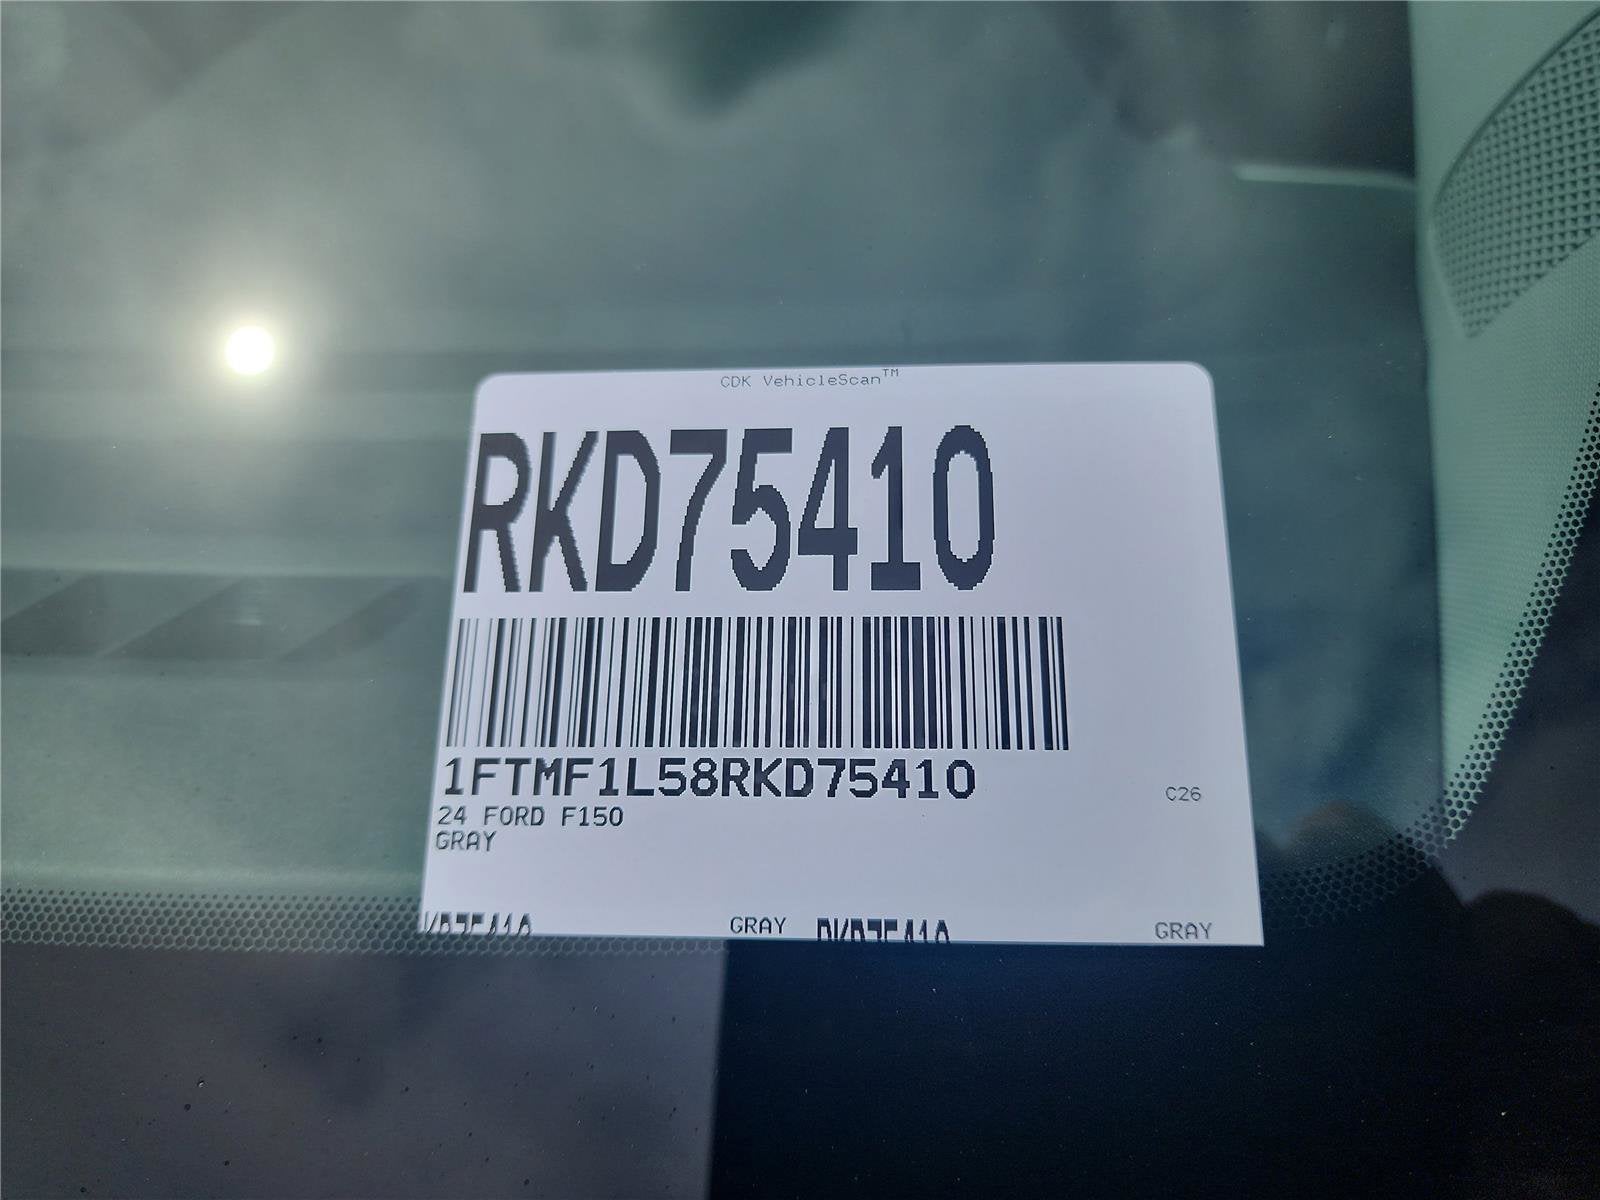 CDK VehicleScan™
RKD75410
1FTMF1L58RKD75410
C26
24 FORD F150
GRAY
GRAY
GRAY